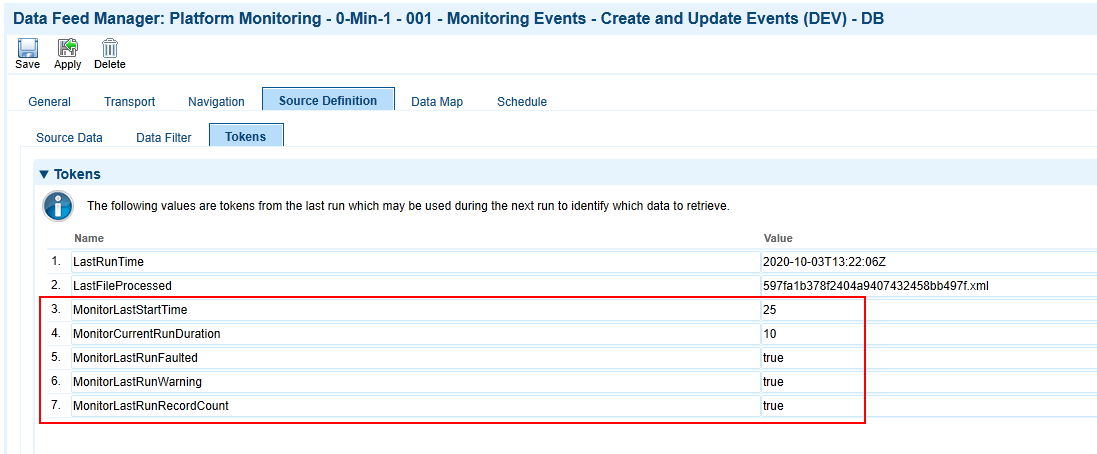 Data Feed Manager: Platform Monitoring - 0-Min-1 - 001 - Monitoring Events - Create and Update Events (DEV) - DB
Save Apply Delete
General Transport Navigation Source Definition Data Map Schedule
Source Data Data Filter Tokens
▼ Tokens
The following values are tokens from the last run which may be used during the next run to identify which data to retrieve.
Name Value
1. LastRunTime 2020-10-03T13:22:06Z
2. LastFileProcessed 597fa1b378f2404a9407432458bb497f.xml
3. MonitorLastStartTime 25
4. MonitorCurrentRunDuration 10
5. MonitorLastRunFaulted true
6. MonitorLastRunWarning true
7. MonitorLastRunRecordCount true